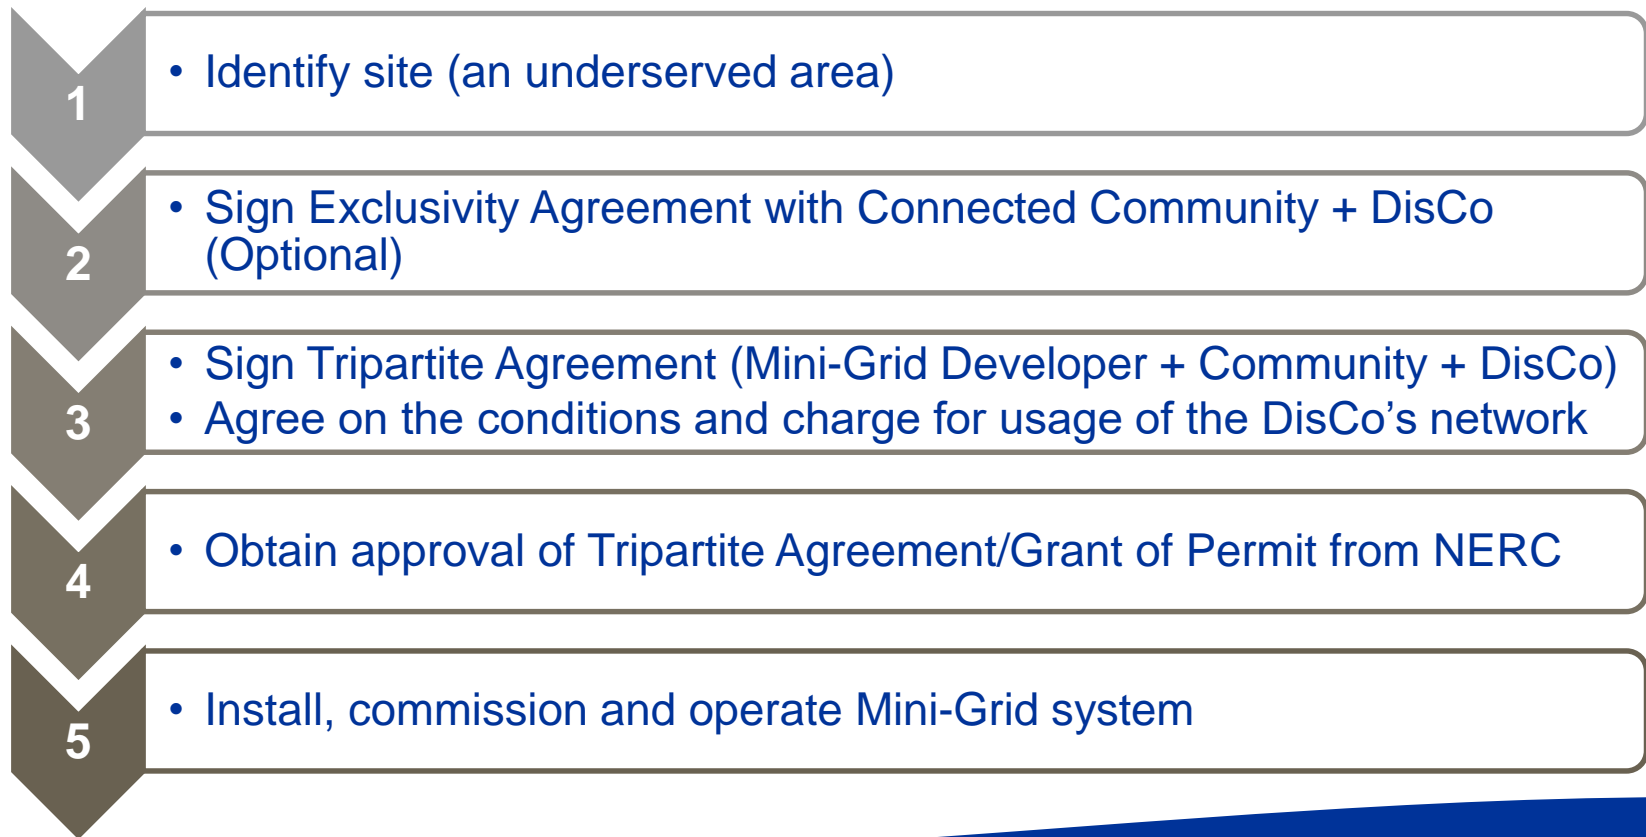 1
• Identify site (an underserved area)
2
• Sign Exclusivity Agreement with Connected Community + DisCo
(Optional)
3
• Sign Tripartite Agreement (Mini-Grid Developer + Community + DisCo)
• Agree on the conditions and charge for usage of the DisCo’s network
4
• Obtain approval of Tripartite Agreement/Grant of Permit from NERC
5
• Install, commission and operate Mini-Grid system